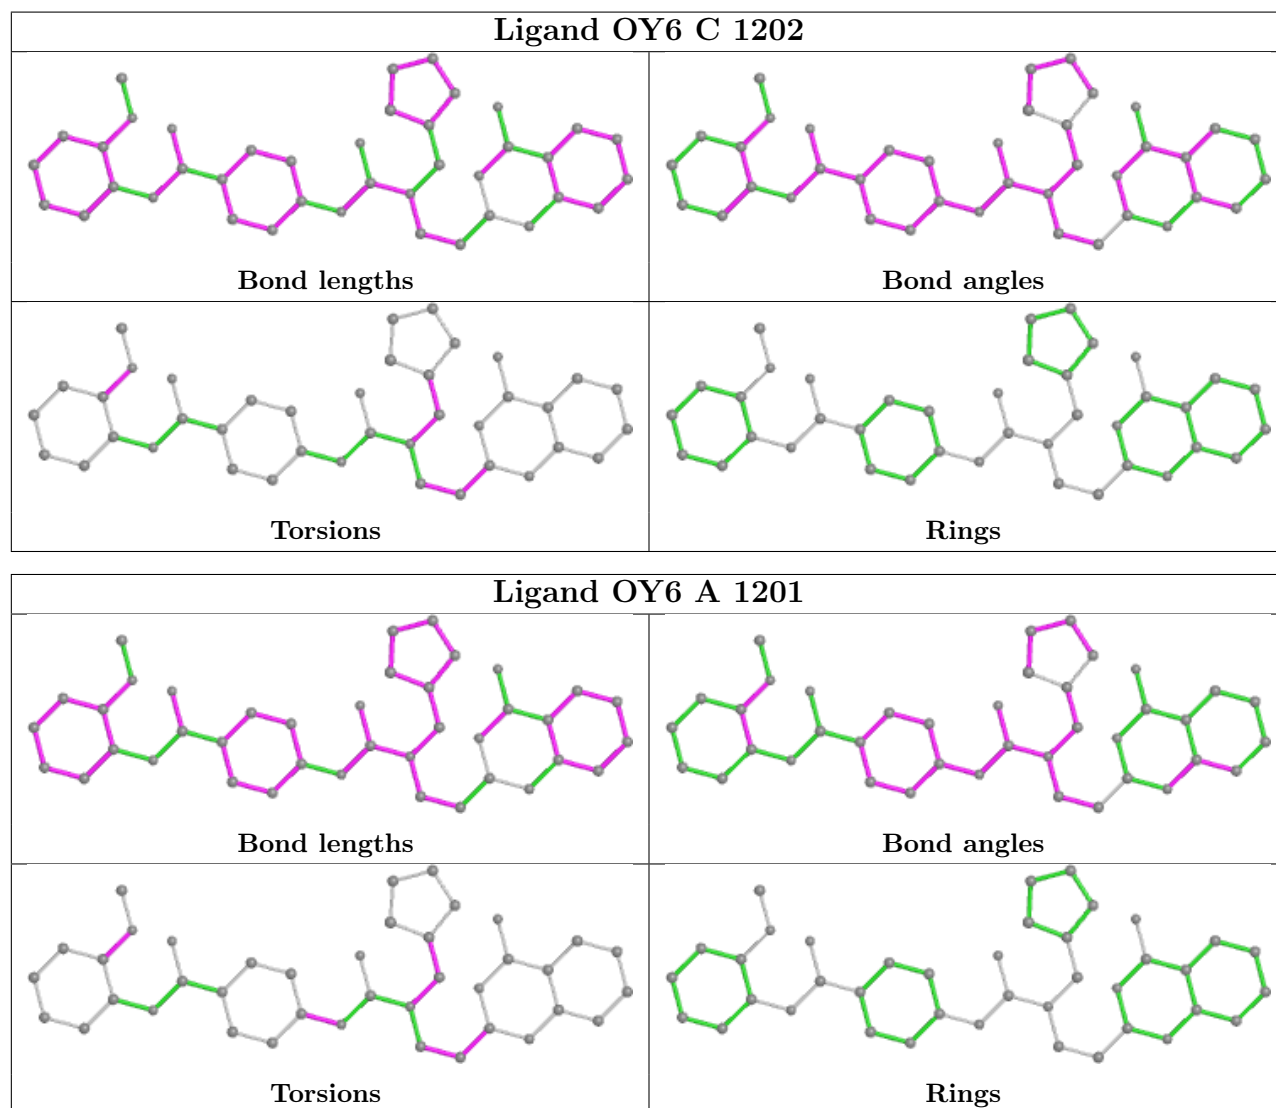 Ligand OY6 C 1202
Bond lengths
Bond angles
Torsions
Rings
Ligand OY6 A 1201
Bond lengths
Bond angles
Torsions
Rings